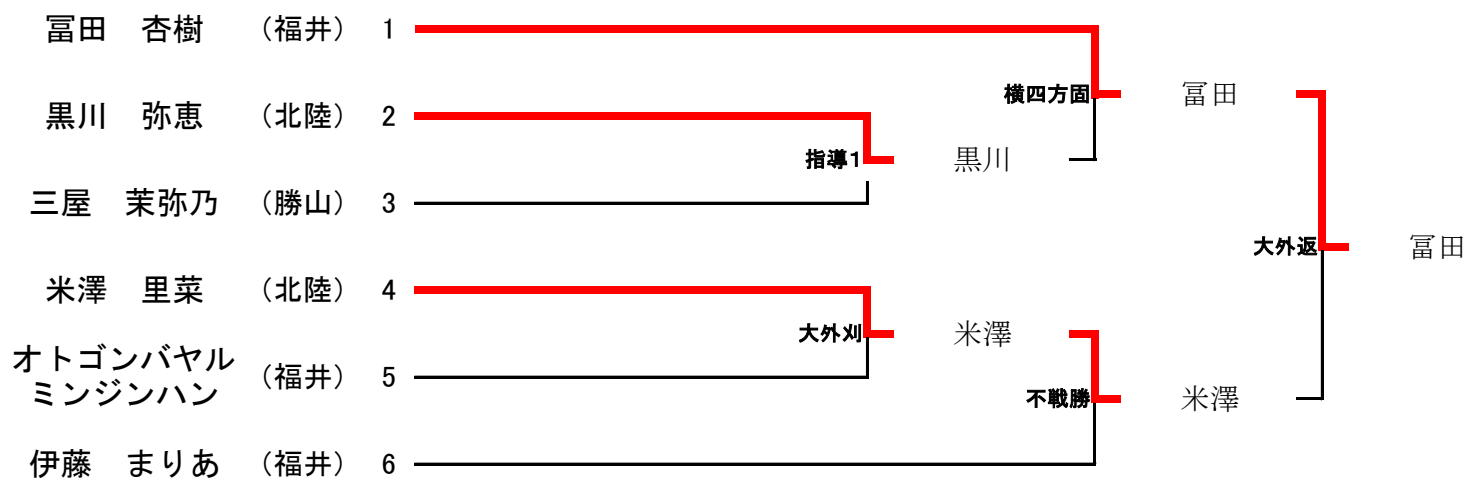 冨田　杏樹　（福井）　1
横四方固　冨田
黒川　弥恵　（北陸）　2
指導１　黒川
三屋　茉弥乃　（勝山）　3
大外返　冨田
米澤　里菜　（北陸）　4
大外刈　米澤
オトゴンバヤル
ミンジンハン
（福井）　5
不戦勝　米澤
伊藤　まりあ　（福井）　6